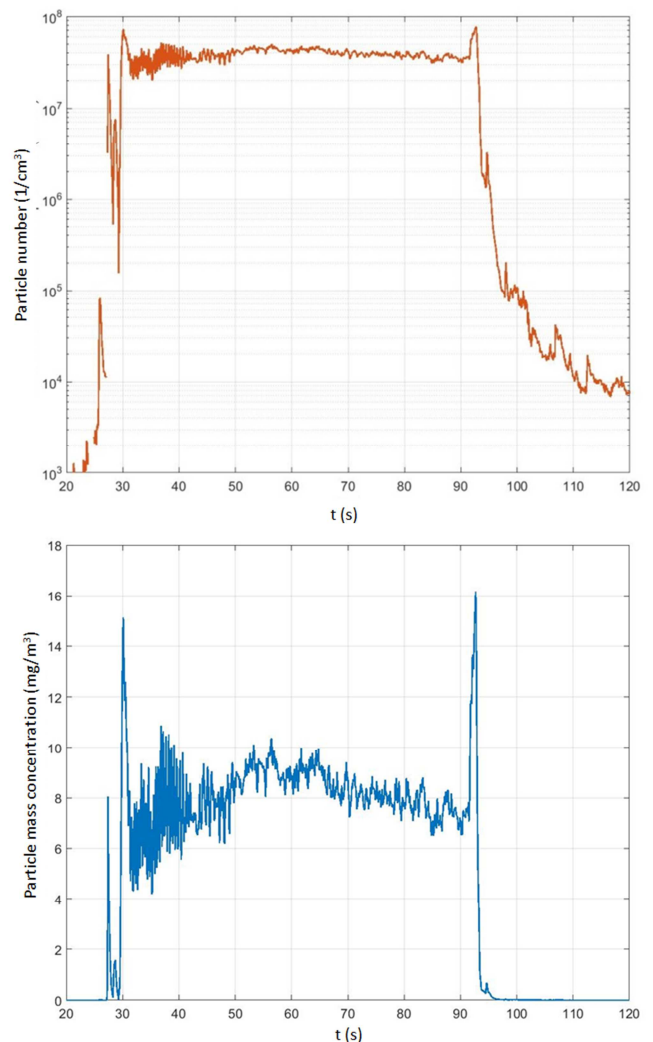 10⁸
10⁷
10⁶
10⁵
10⁴
10³
Particle number (1/cm³)
20 30 40 50 60 70 80 90 100 110 120
t (s)
18
16
14
12
10
8
6
4
2
0
Particle mass concentration (mg/m³)
20 30 40 50 60 70 80 90 100 110 120
t (s)